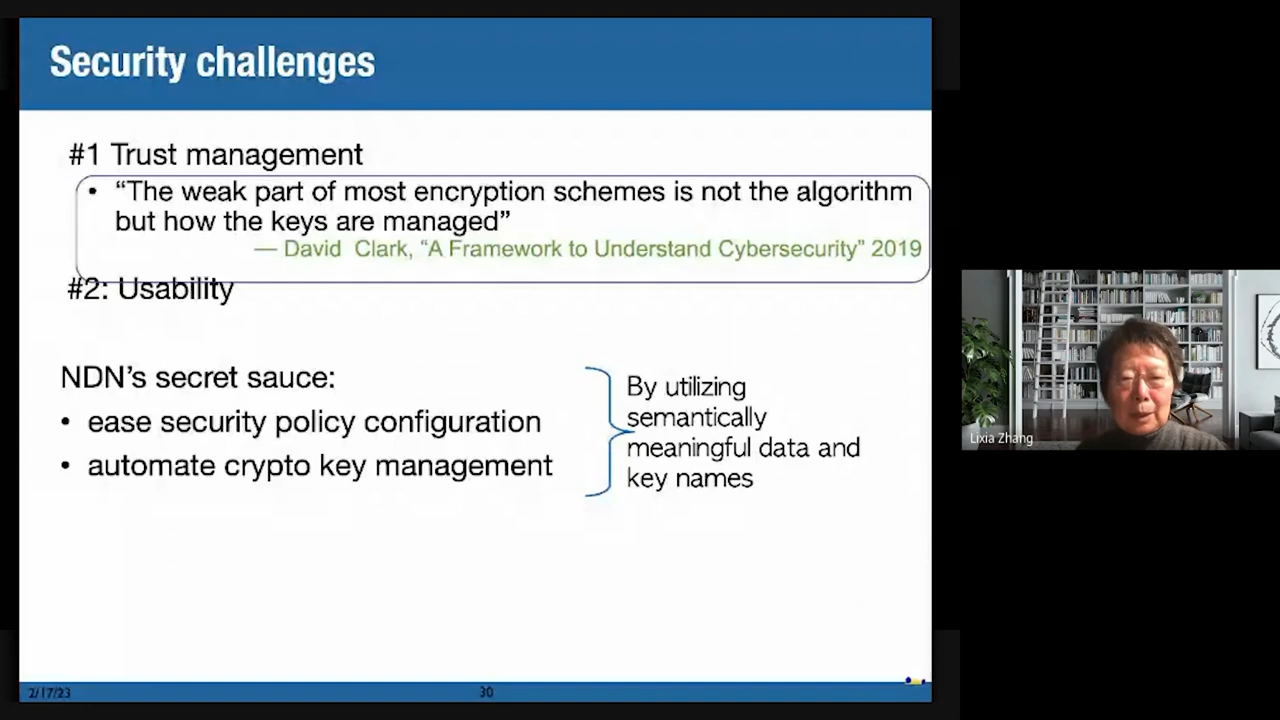 Security challenges
#1 Trust management
• “The weak part of most encryption schemes is not the algorithm
but how the keys are managed”
— David Clark, “A Framework to Understand Cybersecurity” 2019
#2: Usability
NDN’s secret sauce:
• ease security policy configuration
• automate crypto key management
By utilizing
semantically
meaningful data and
key names
Lixia Zhang
2/17/23
30